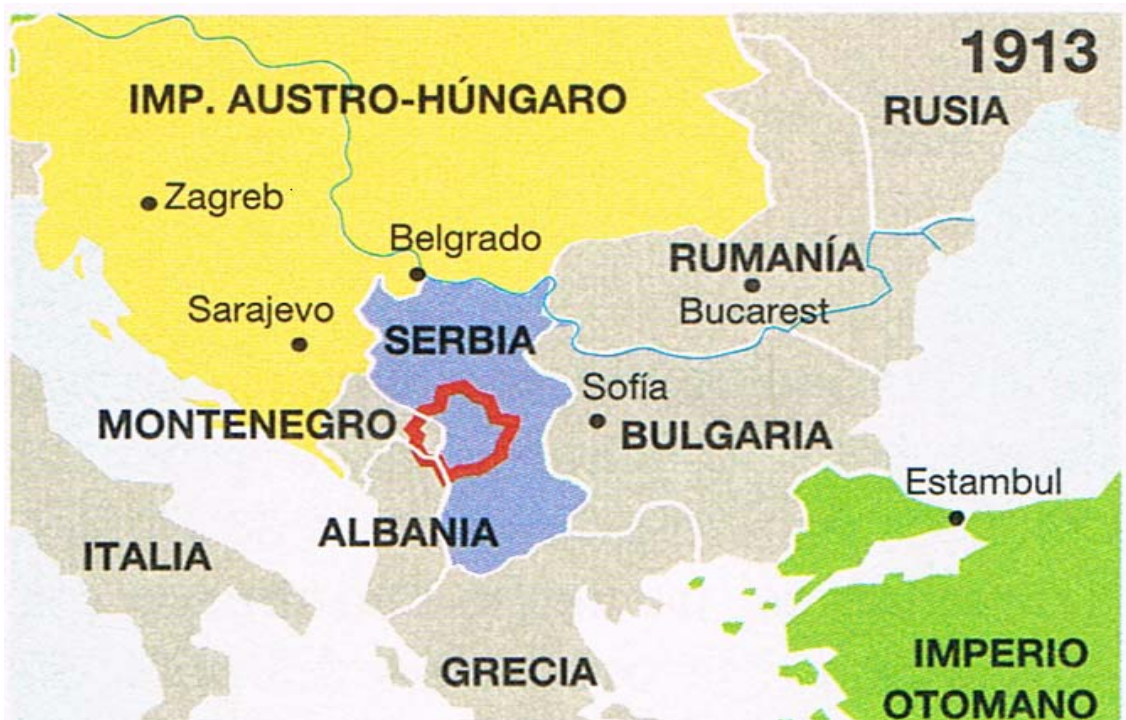 1913
IMP. AUSTRO-HÚNGARO
RUSIA
Zagreb
Belgrado
RUMANÍA
Bucarest
Sarajevo
SERBIA
Sofía
MONTENEGRO
BULGARIA
Estambul
ALBANIA
ITALIA
GRECIA
IMPERIO
OTOMANO